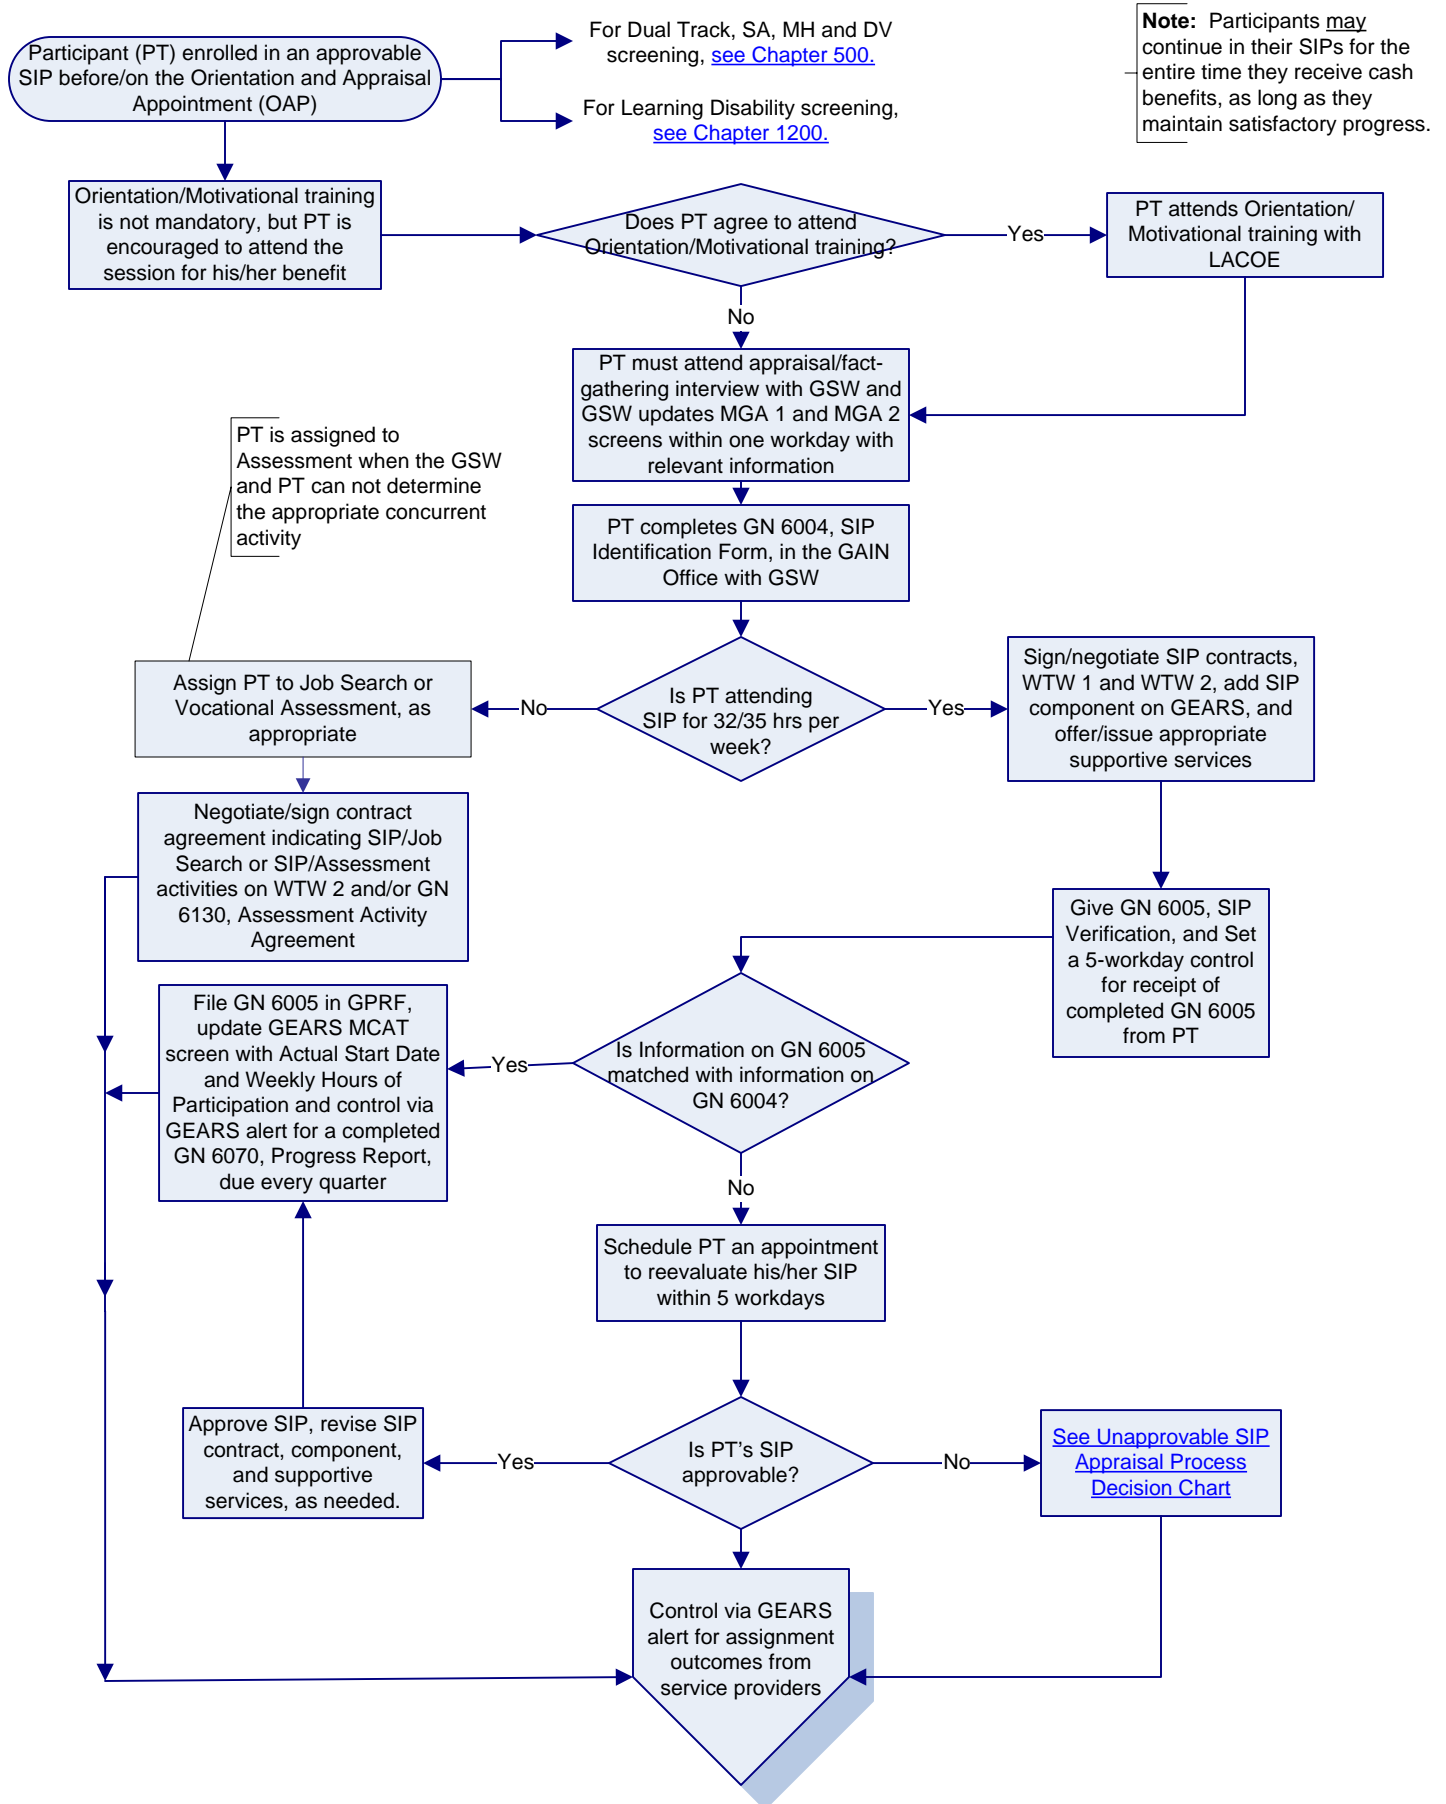 Participant (PT) enrolled in an approvable
SIP before/on the Orientation and Appraisal
Appointment (OAP)
For Dual Track, SA, MH and DV
screening, see Chapter 500.
For Learning Disability screening,
see Chapter 1200.
Note: Participants may
continue in their SIPs for the
entire time they receive cash
benefits, as long as they
maintain satisfactory progress.
Orientation/Motivational training
is not mandatory, but PT is
encouraged to attend the
session for his/her benefit
Does PT agree to attend
Orientation/Motivational training?
Yes
PT attends Orientation/
Motivational training with
LACOE
No
PT must attend appraisal/fact-
gathering interview with GSW and
GSW updates MGA 1 and MGA 2
screens within one workday with
relevant information
PT is assigned to
Assessment when the GSW
and PT can not determine
the appropriate concurrent
activity
PT completes GN 6004, SIP
Identification Form, in the GAIN
Office with GSW
Is PT attending
SIP for 32/35 hrs per
week?
No
Assign PT to Job Search or
Vocational Assessment, as
appropriate
Yes
Sign/negotiate SIP contracts,
WTW 1 and WTW 2, add SIP
component on GEARS, and
offer/issue appropriate
supportive services
Negotiate/sign contract
agreement indicating SIP/Job
Search or SIP/Assessment
activities on WTW 2 and/or GN
6130, Assessment Activity
Agreement
Give GN 6005, SIP
Verification, and Set
a 5-workday control
for receipt of
completed GN 6005
from PT
Is Information on GN 6005
matched with information on
GN 6004?
Yes
File GN 6005 in GPRF,
update GEARS MCAT
screen with Actual Start Date
and Weekly Hours of
Participation and control via
GEARS alert for a completed
GN 6070, Progress Report,
due every quarter
No
Schedule PT an appointment
to reevaluate his/her SIP
within 5 workdays
Is PT's SIP
approvable?
Yes
Approve SIP, revise SIP
contract, component,
and supportive
services, as needed.
No
See Unapprovable SIP
Appraisal Process
Decision Chart
Control via GEARS
alert for assignment
outcomes from
service providers